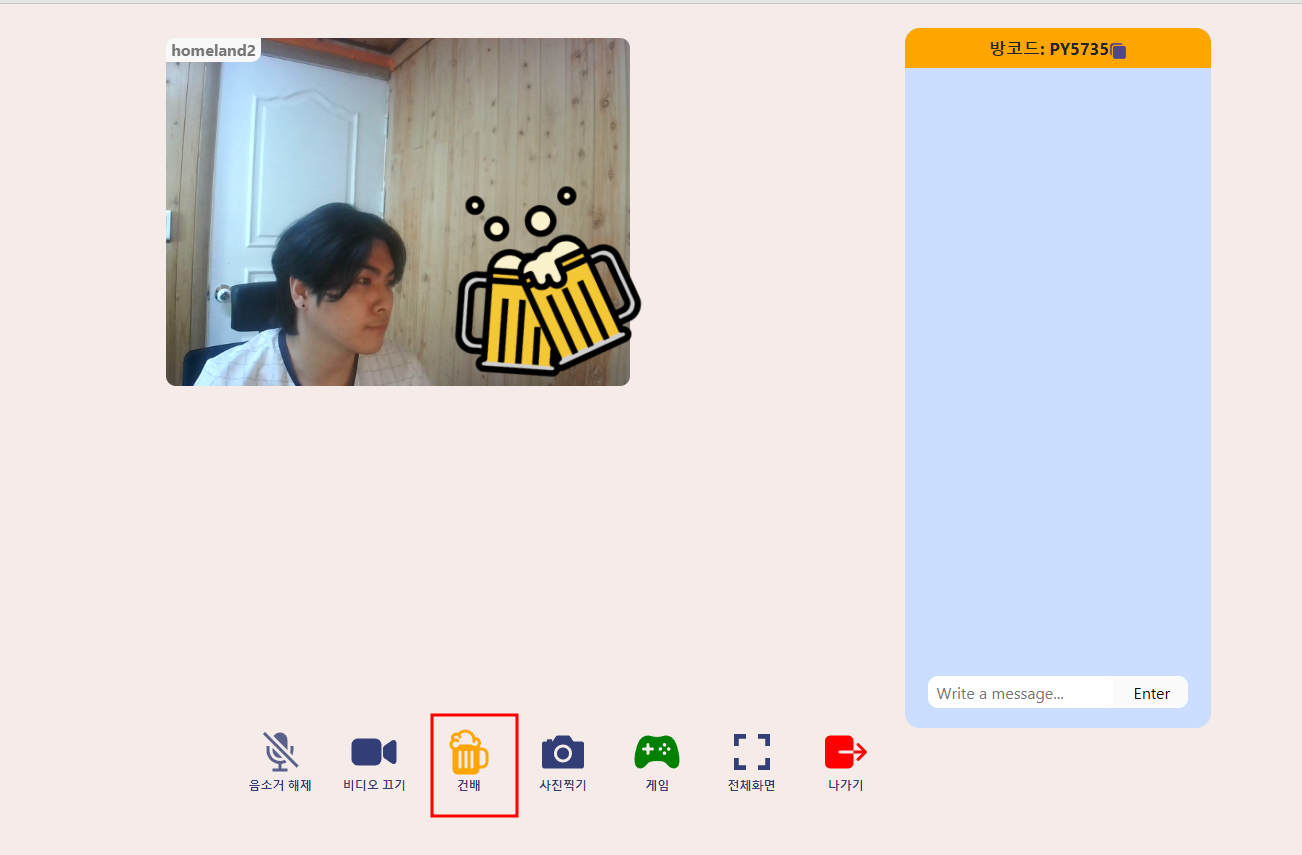 homeland2
방코드: PY5735
Write a message...
Enter
음소거 해제
비디오 끄기
건배
사진찍기
게임
전체화면
나가기